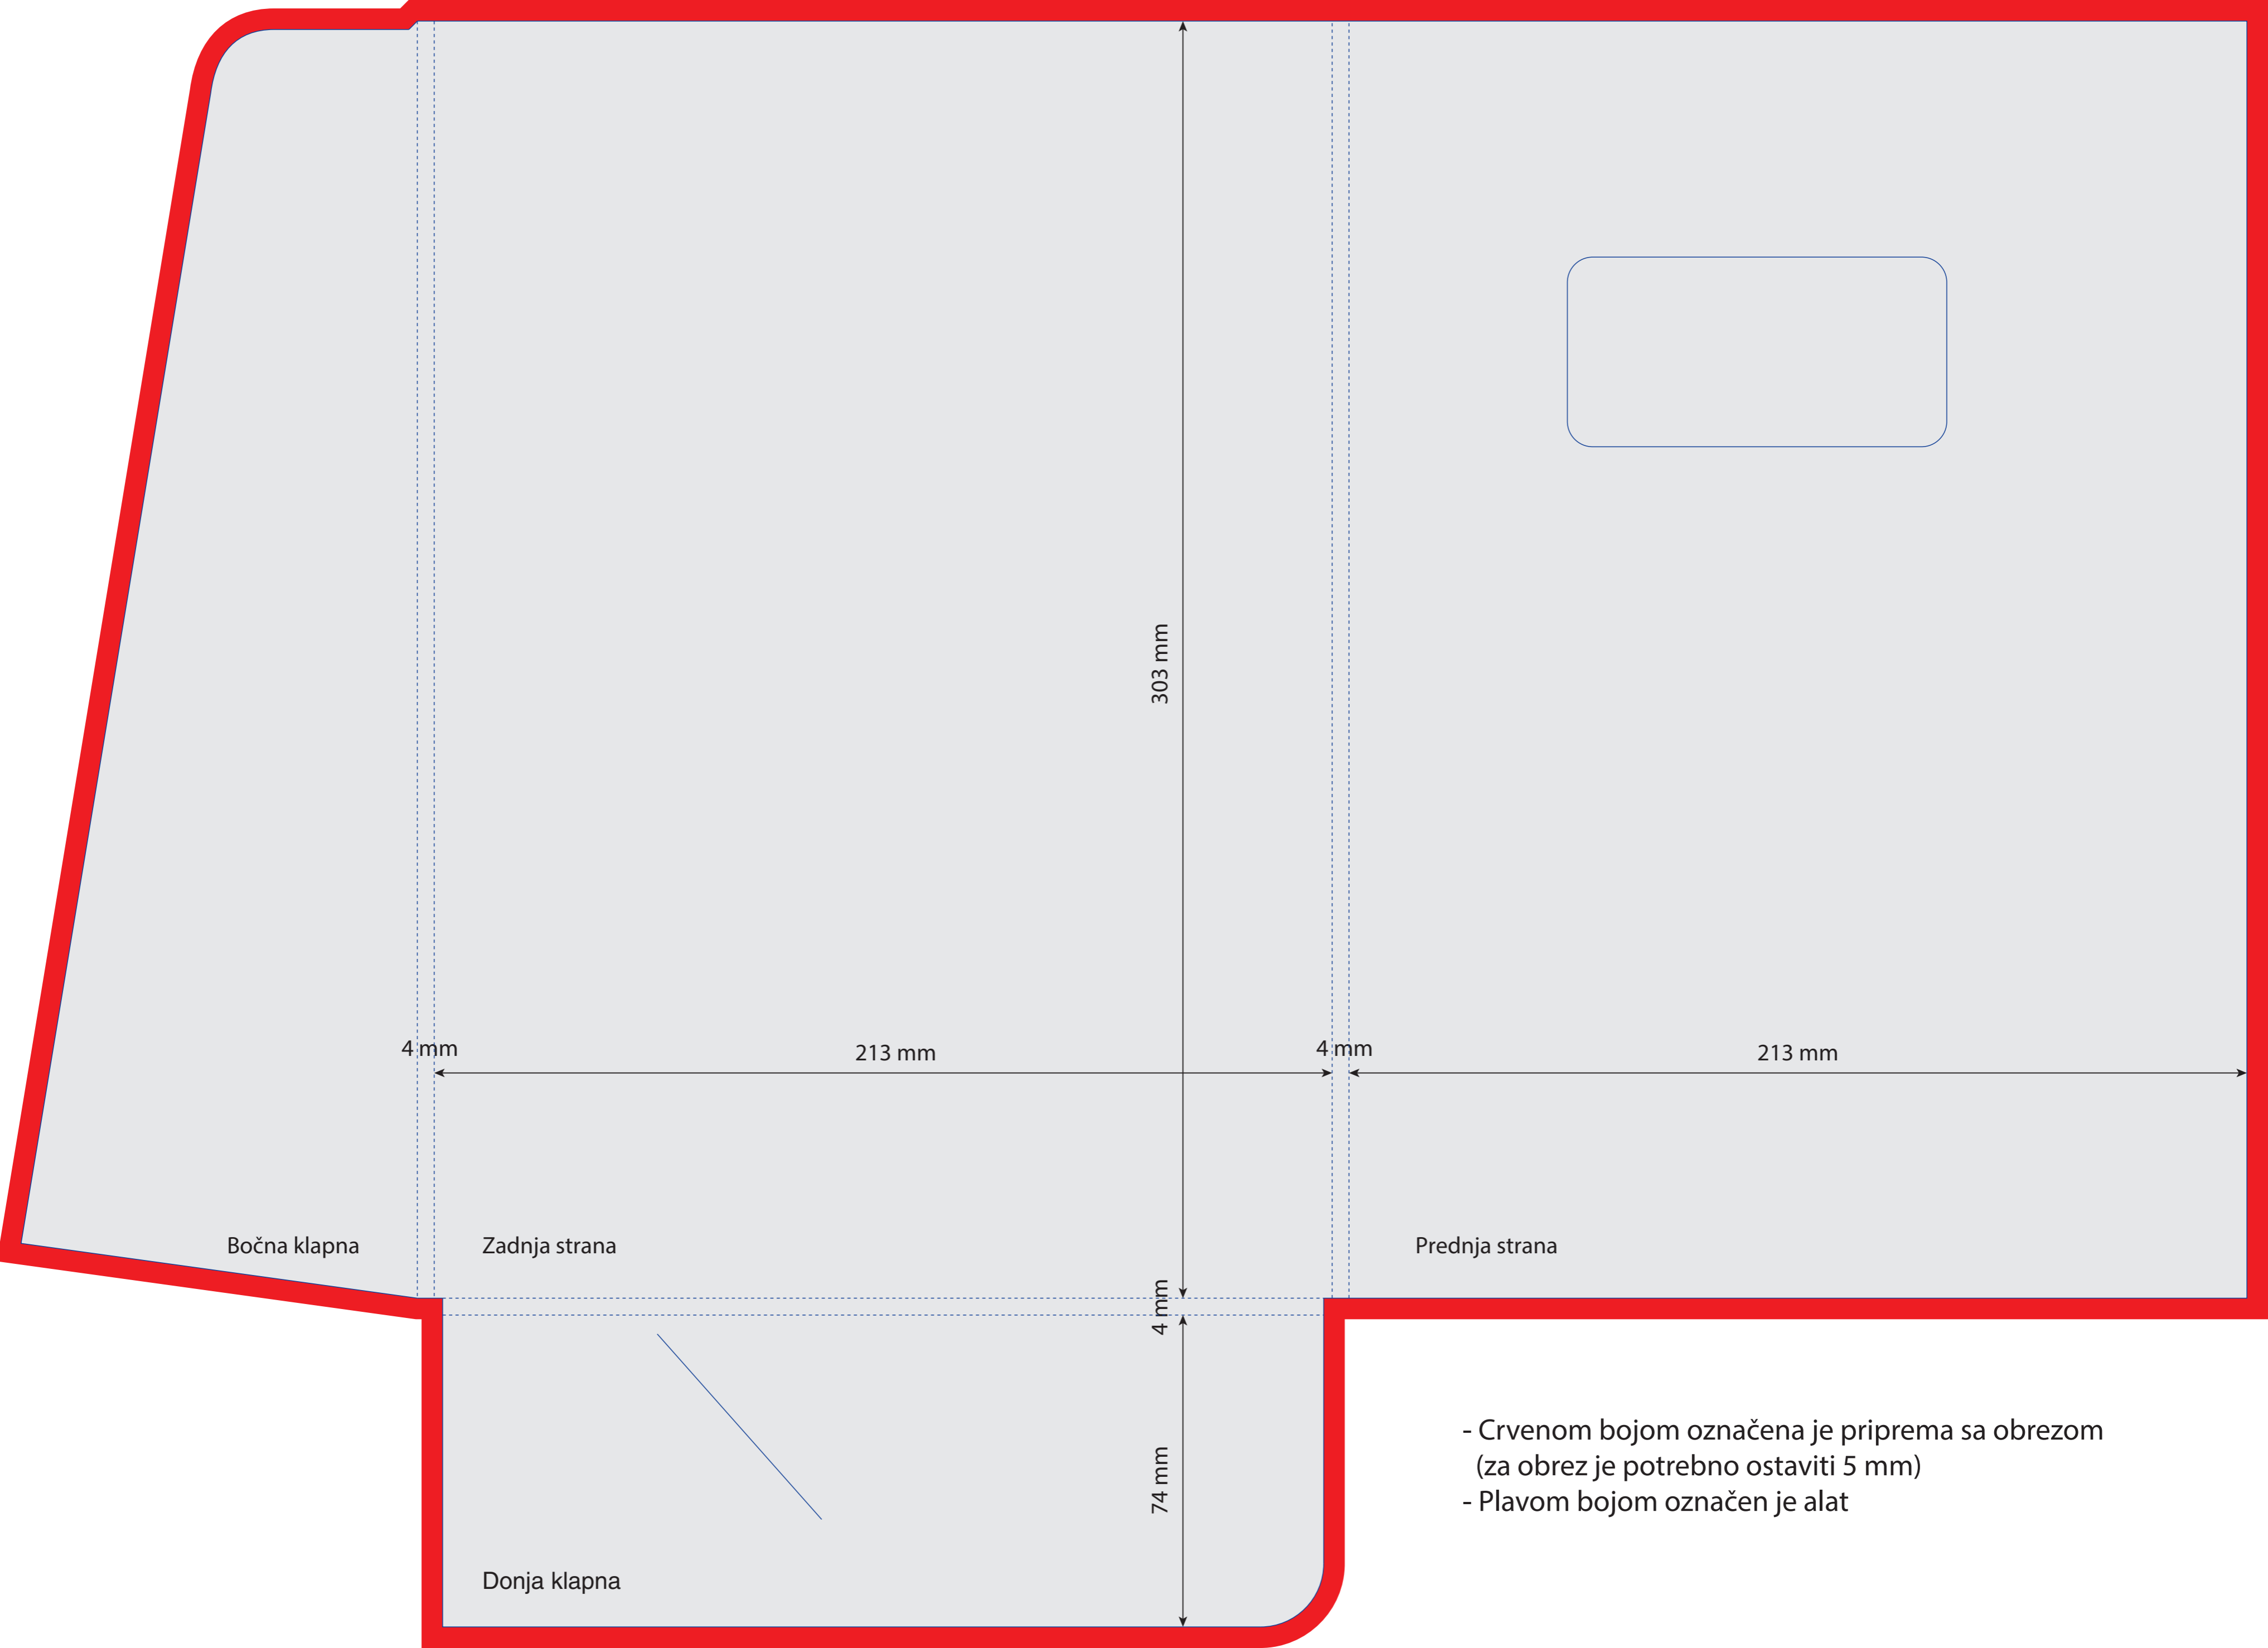 303 mm
4 mm
213 mm
4 mm
213 mm
Bočna klapna
Zadnja strana
Prednja strana
4 mm
74 mm
- Crvenom bojom označena je priprema sa obrezom
(za obrez je potrebno ostaviti 5 mm)
- Plavom bojom označen je alat
Donja klapna